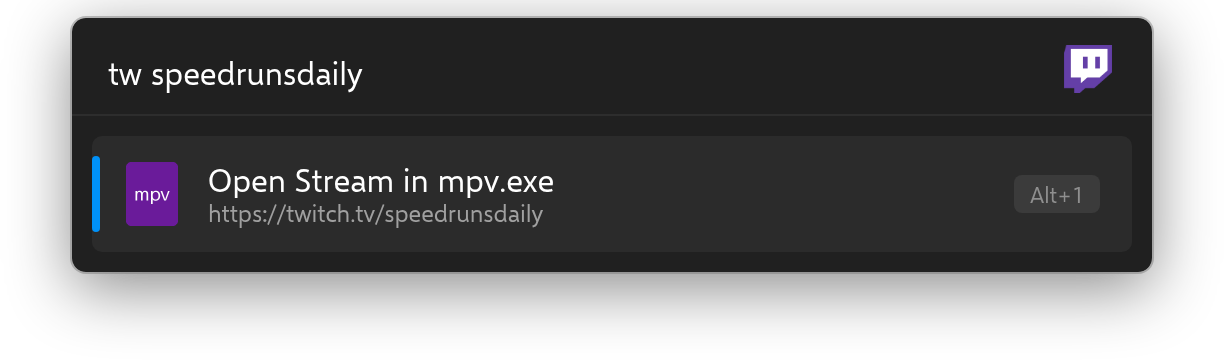 tw speedrunsdaily
mpv
Open Stream in mpv.exe
https://twitch.tv/speedrunsdaily
Alt+1